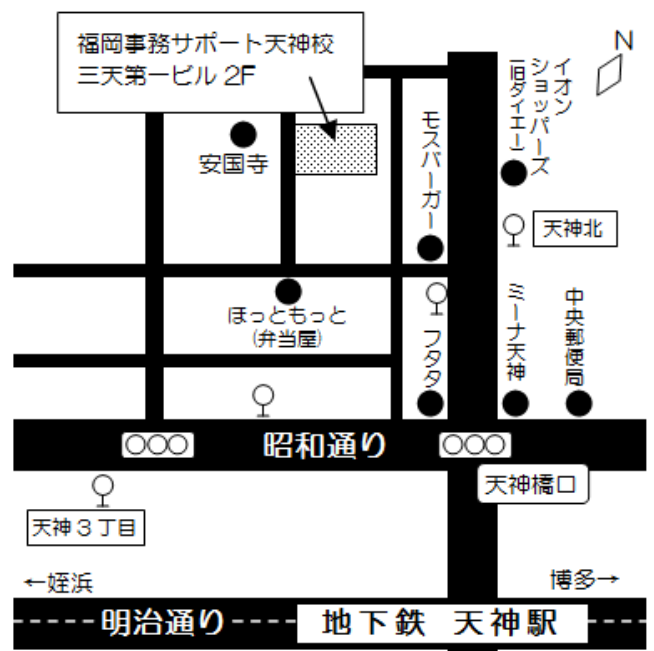 福岡事務サポート天神校
三天第一ビル 2F
N
イオン
ショッパーズ
(旧ダイエー)
モスバーガー
安国寺
天神北
ほっともっと
(弁当屋)
フタタ
ミーナ天神
中央郵便局
昭和通り
天神橋口
天神3丁目
←姪浜
博多→
明治通り
地下鉄 天神駅